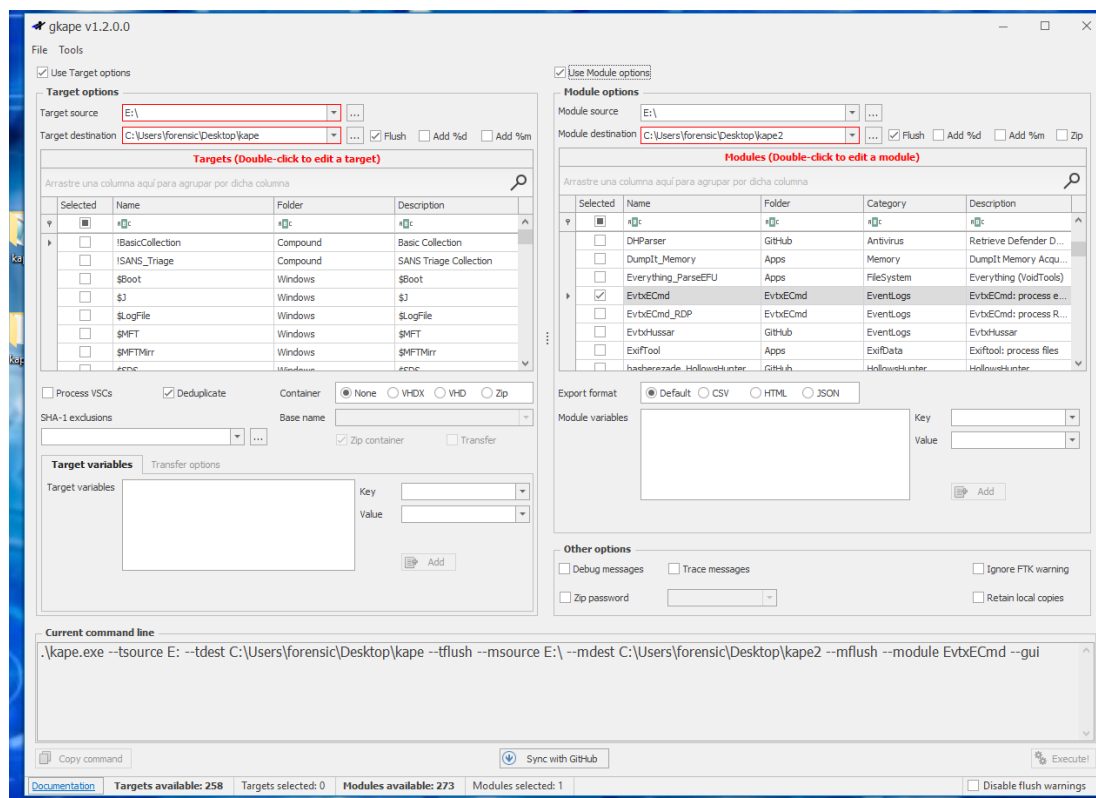 gkape v1.2.0.0
File Tools
Use Target options
Target options
Target source E:\ ...
Target destination C:\Users\forensic\Desktop\kape ... Flush Add %d Add %m
Targets (Double-click to edit a target)
Arrastre una columna aquí para agrupar por dicha columna
Selected Name Folder Description
!BasicCollection Compound Basic Collection
!SANS_Triage Compound SANS Triage Collection
$Boot Windows $Boot
$J Windows $J
$LogFile Windows $LogFile
$MFT Windows $MFT
$MFTMirr Windows $MFTMirr
$SDS Windows $SDS
Process VSCs Deduplicate Container None VHDX VHD Zip
SHA-1 exclusions Base name
... Zip container Transfer
Target variables Transfer options
Target variables Key
Value
Add
Use Module options
Module options
Module source E:\ ...
Module destination C:\Users\forensic\Desktop\kape2 ... Flush Add %d Add %m Zip
Modules (Double-click to edit a module)
Arrastre una columna aquí para agrupar por dicha columna
Selected Name Folder Category Description
DHParser GitHub Antivirus Retrieve Defender D...
DumpIt_Memory Apps Memory DumpIt Memory Acqu...
Everything_ParseEFU Apps FileSystem Everything (VoidTools)
EvtxECmd EvtxECmd EventLogs EvtxECmd: process e...
EvtxECmd_RDP EvtxECmd EventLogs EvtxECmd: process R...
EvtxHussar GitHub EventLogs EvtxHussar
ExifTool Apps ExifData Exiftool: process files
hasherezade_HollowsHunter GitHub HollowsHunter HollowsHunter
Export format Default CSV HTML JSON
Module variables Key
Value
Add
Other options
Debug messages Trace messages Ignore FTK warning
Zip password Retain local copies
Current command line
.\kape.exe --tsource E: --tdest C:\Users\forensic\Desktop\kape --tflush --msource E:\ --mdest C:\Users\forensic\Desktop\kape2 --mflush --module EvtxECmd --gui
Copy command Sync with GitHub Execute!
Documentation Targets available: 258 Targets selected: 0 Modules available: 273 Modules selected: 1 Disable flush warnings